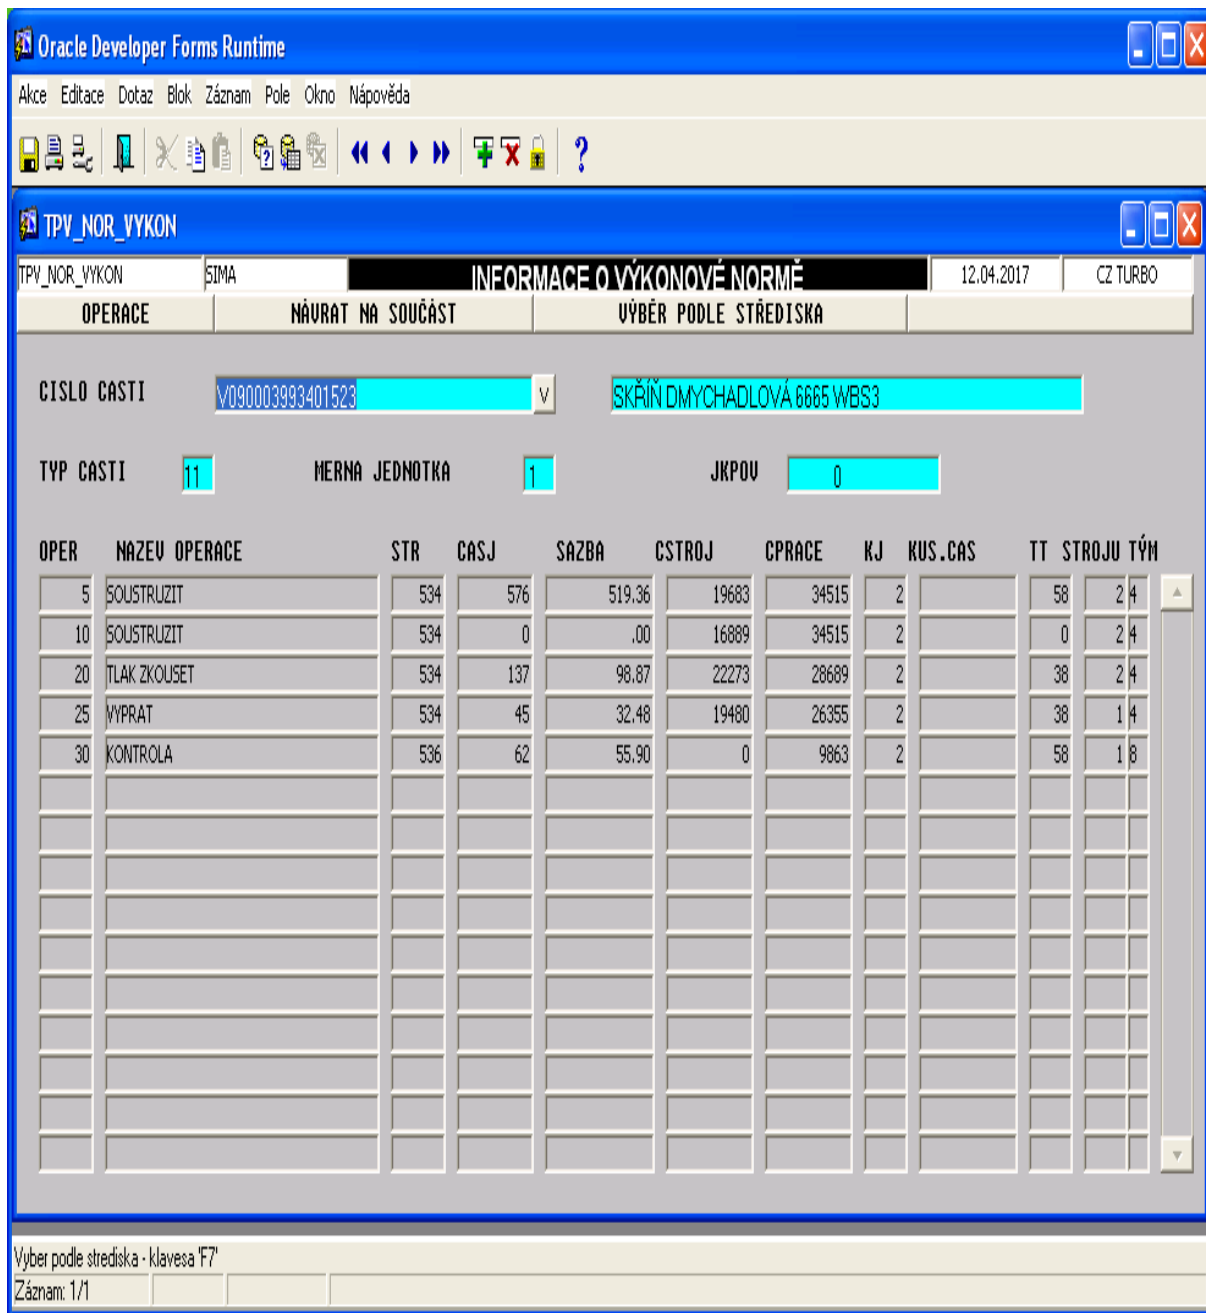 Oracle Developer Forms Runtime
Akce Editace Dotaz Blok Záznam Pole Okno Nápověda
TPV_NOR_VYKON
TPV_NOR_VYKON SIMA INFORMACE O VÝKONOVÉ NORMĚ 12.04.2017 CZ TURBO
OPERACE NÁVRAT NA SOUČÁST VÝBĚR PODLE STŘEDISKA
CISLO CASTI V090003993401523 V SKŘÍŇ DMYCHADLOVÁ 6665 WBS3
TYP CASTI 11 MERNA JEDNOTKA 1 JKPOV 0
OPER NAZEV OPERACE STR CASJ SAZBA CSTROJ CPRACE KJ KUS.CAS TT STROJU TÝM
5 SOUSTRUZIT 534 576 519.36 19683 34515 2 58 2 4
10 SOUSTRUZIT 534 0 .00 16889 34515 2 0 2 4
20 TLAK ZKOUSET 534 137 98.87 22273 28689 2 38 2 4
25 VYPRAT 534 45 32.48 19480 26355 2 38 1 4
30 KONTROLA 536 62 55.90 0 9863 2 58 1 8
Vyber podle strediska - klavesa 'F7'
Záznam: 1/1